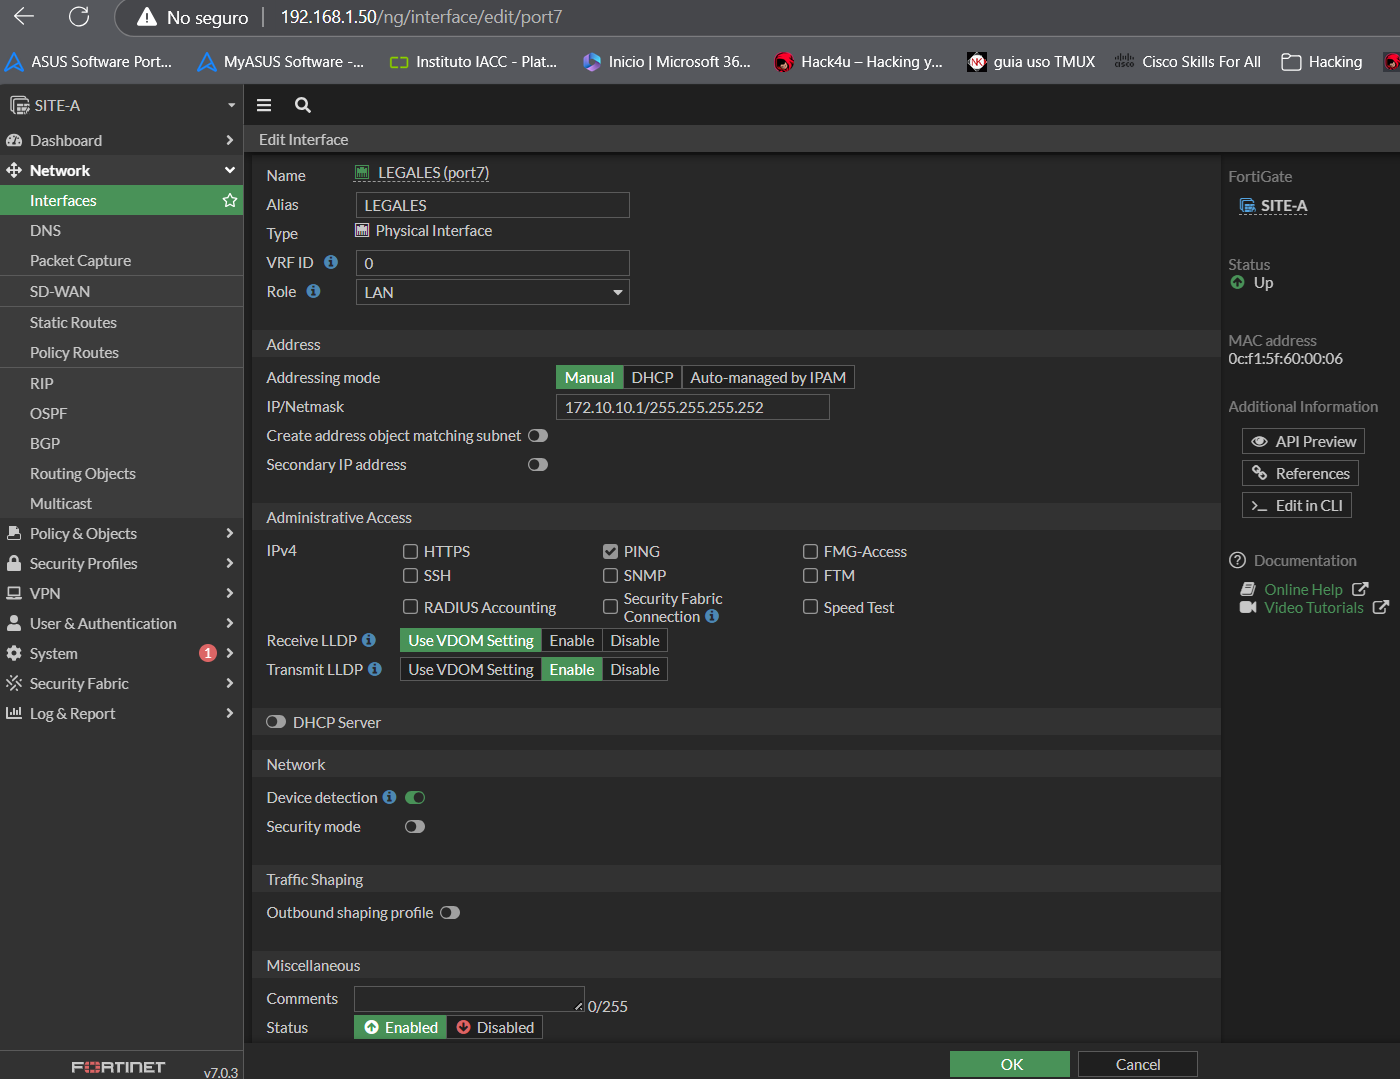 No seguro
192.168.1.50/ng/interface/edit/port7
ASUS Software Port...
MyASUS Software -...
Instituto IACC - Plat...
Inicio | Microsoft 36...
Hack4u – Hacking y...
guia uso TMUX
Cisco Skills For All
Hacking
SITE-A
Dashboard
Network
Interfaces
DNS
Packet Capture
SD-WAN
Static Routes
Policy Routes
RIP
OSPF
BGP
Routing Objects
Multicast
Policy & Objects
Security Profiles
VPN
User & Authentication
System 1
Security Fabric
Log & Report
FORTINET
v7.0.3
Edit Interface
Name LEGALES (port7)
Alias LEGALES
Type Physical Interface
VRF ID 0
Role LAN
Address
Addressing mode Manual DHCP Auto-managed by IPAM
IP/Netmask 172.10.10.1/255.255.255.252
Create address object matching subnet
Secondary IP address
Administrative Access
IPv4 HTTPS PING FMG-Access
SSH SNMP FTM
RADIUS Accounting Security Fabric Connection Speed Test
Receive LLDP Use VDOM Setting Enable Disable
Transmit LLDP Use VDOM Setting Enable Disable
DHCP Server
Network
Device detection
Security mode
Traffic Shaping
Outbound shaping profile
Miscellaneous
Comments 0/255
Status Enabled Disabled
OK Cancel
FortiGate
SITE-A
Status
Up
MAC address
0c:f1:5f:60:00:06
Additional Information
API Preview
References
>_ Edit in CLI
Documentation
Online Help
Video Tutorials